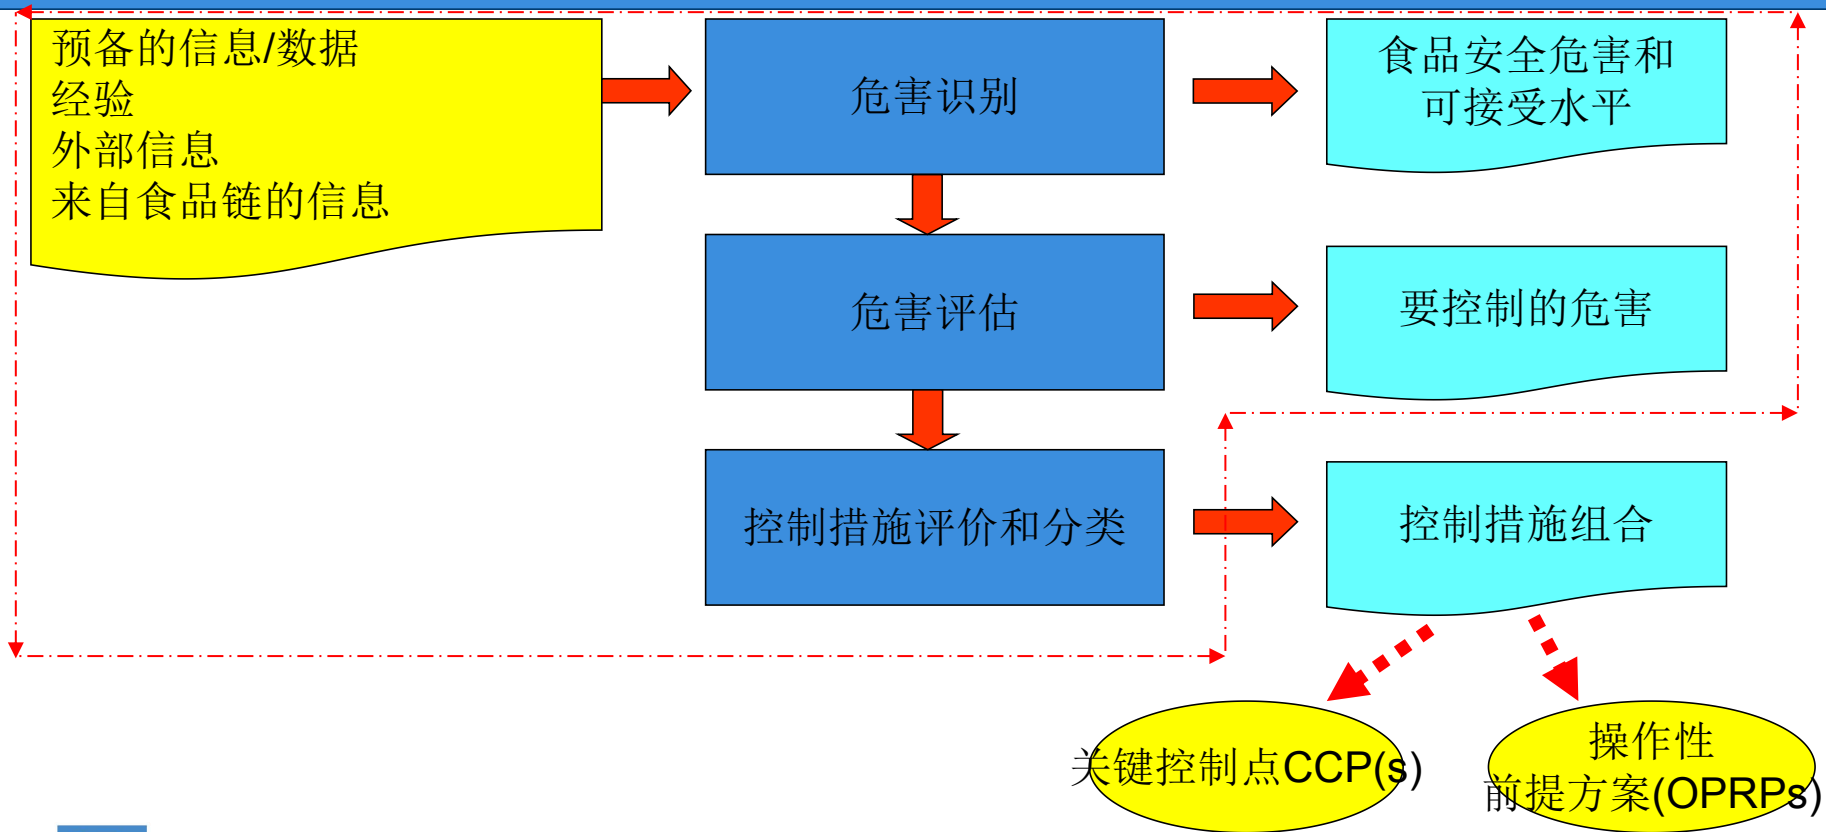 预备的信息/数据
经验
外部信息
来自食品链的信息
危害识别
食品安全危害和
可接受水平
危害评估
要控制的危害
控制措施评价和分类
控制措施组合
关键控制点CCP(s)
操作性
前提方案(OPRPs)